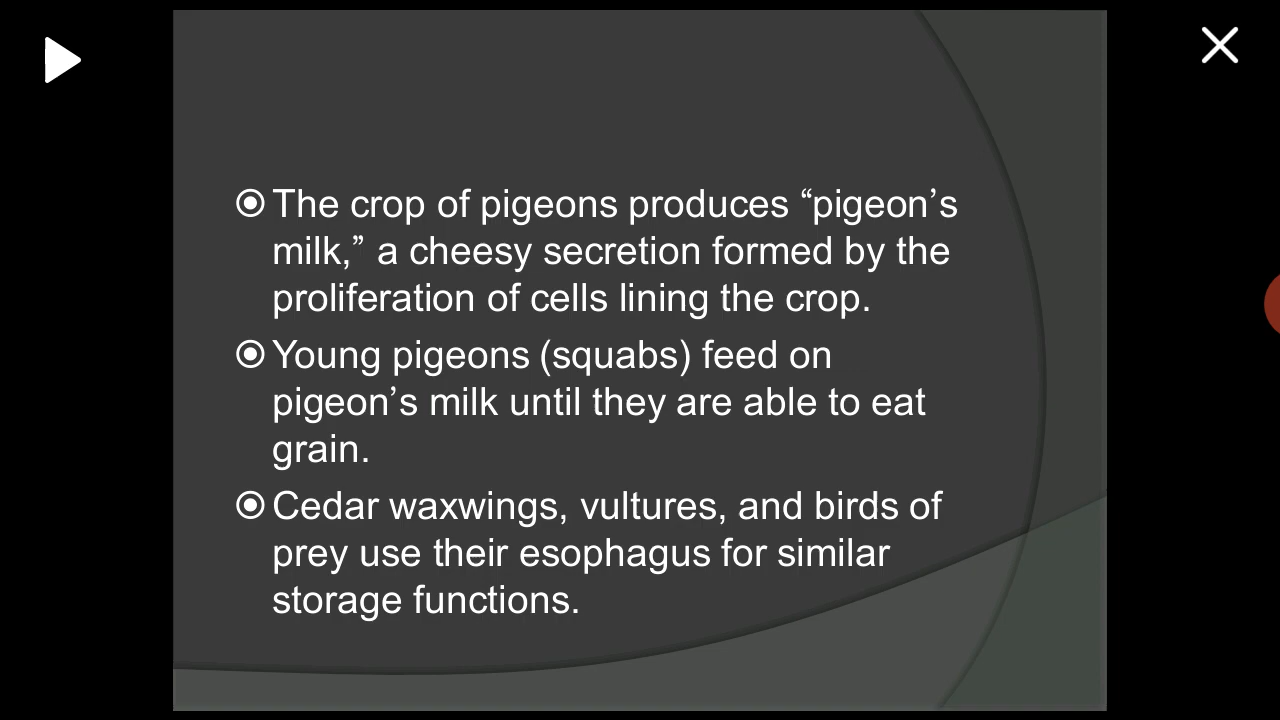 The crop of pigeons produces “pigeon’s
milk,” a cheesy secretion formed by the
proliferation of cells lining the crop.
Young pigeons (squabs) feed on
pigeon’s milk until they are able to eat
grain.
Cedar waxwings, vultures, and birds of
prey use their esophagus for similar
storage functions.